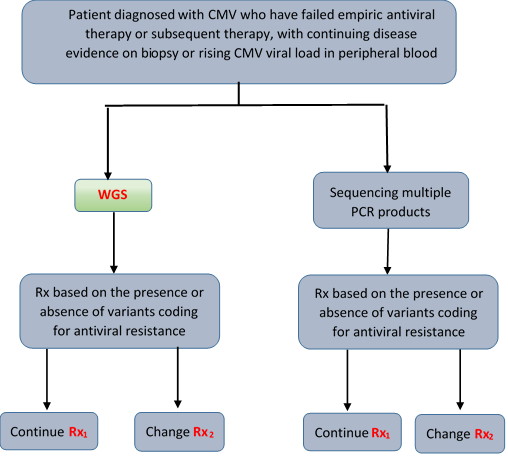 Patient diagnosed with CMV who have failed empiric antiviral
therapy or subsequent therapy, with continuing disease
evidence on biopsy or rising CMV viral load in peripheral blood
WGS
Sequencing multiple
PCR products
Rx based on the presence or
absence of variants coding
for antiviral resistance
Rx based on the presence or
absence of variants coding
for antiviral resistance
Continue Rx₁
Change Rx₂
Continue Rx₁
Change Rx₂